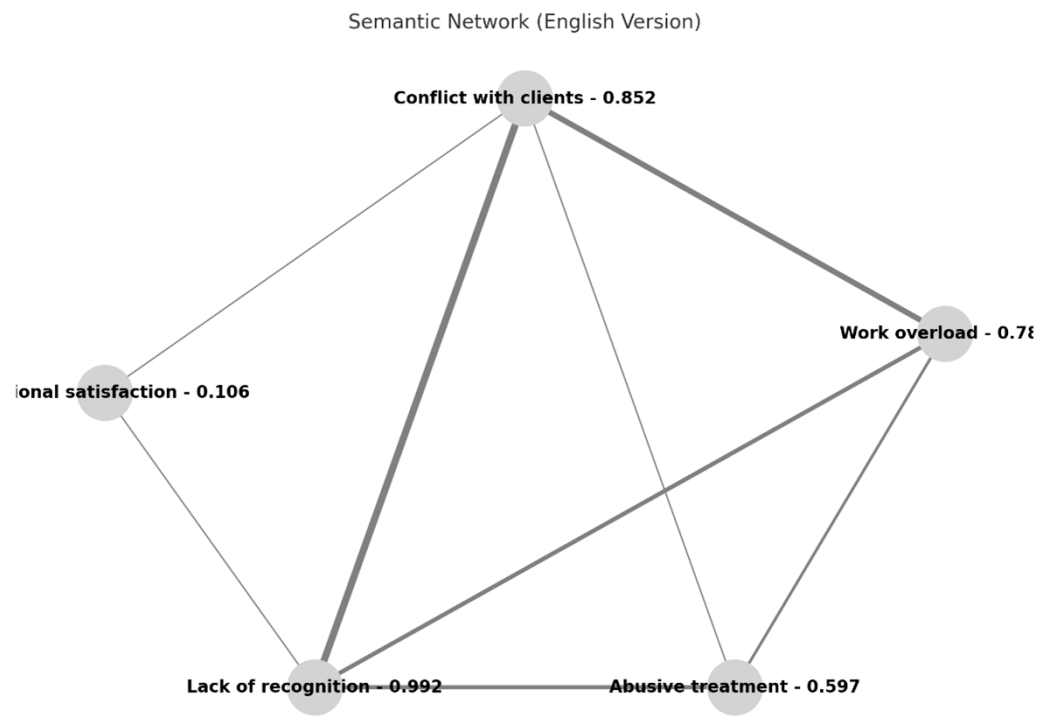 Semantic Network (English Version)
Conflict with clients - 0.852
Work overload - 0.78
ional satisfaction - 0.106
Lack of recognition - 0.992
Abusive treatment - 0.597